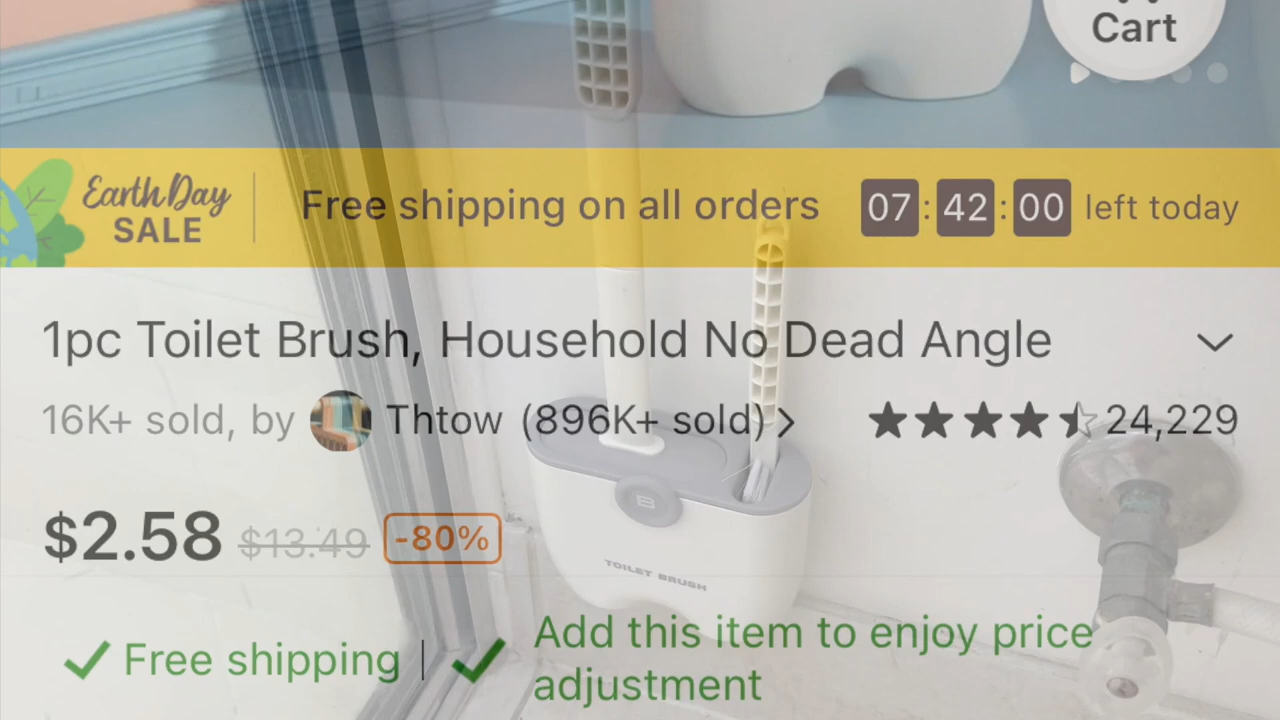 Cart
Earth Day
SALE
Free shipping on all orders
07:42:00 left today
1pc Toilet Brush, Household No Dead Angle
16K+ sold, by Thtow (896K+ sold)
24,229
$2.58 $13.49 -80%
B
TOILET BRUSH
Free shipping
Add this item to enjoy price
adjustment